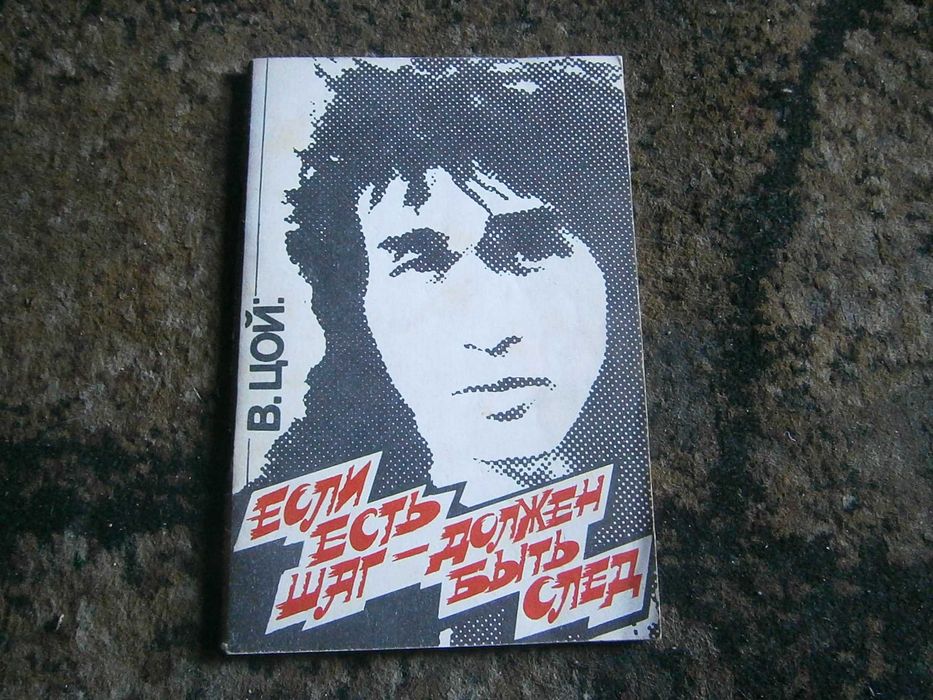 В. ЦОЙ:
ЕСЛИ
ЕСТЬ
ШАГ – ДОЛЖЕН
БЫТЬ
СЛЕД